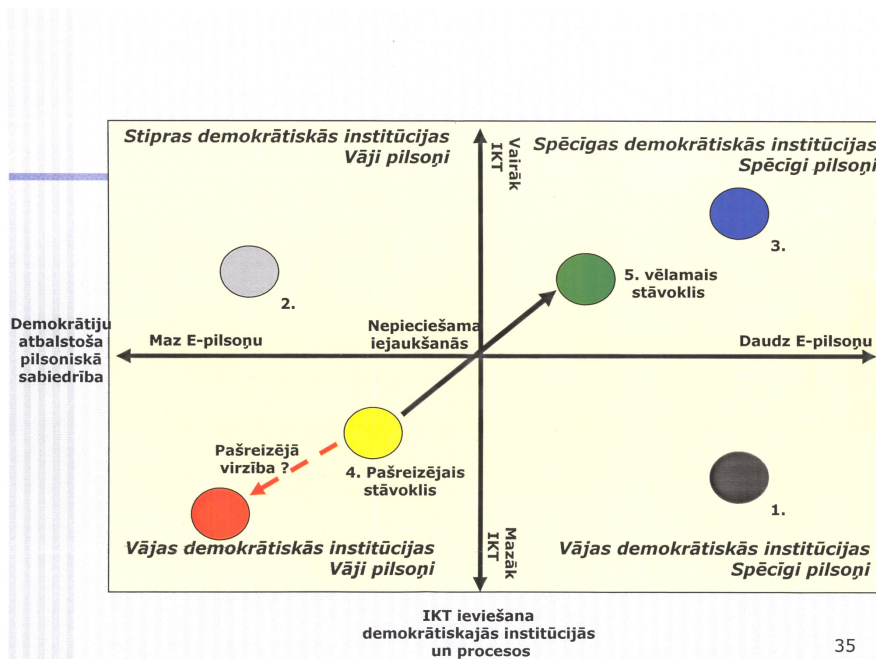 Stipras demokrātiskās institūcijas
Vāji pilsoņi
Vairāk
IKT
Spēcīgas demokrātiskās institūcijas
Spēcīgi pilsoņi
3.
2.
5. vēlamais
stāvoklis
Demokrātiju
atbalstoša
pilsoniskā
sabiedrība
Maz E-pilsoņu
Nepieciešama
iejaukšanās
Daudz E-pilsoņu
Pašreizējā
virzība ?
4. Pašreizējais
stāvoklis
1.
Vājas demokrātiskās institūcijas
Vāji pilsoņi
Mazāk
IKT
Vājas demokrātiskās institūcijas
Spēcīgi pilsoņi
IKT ieviešana
demokrātiskajās institūcijās
un procesos
35